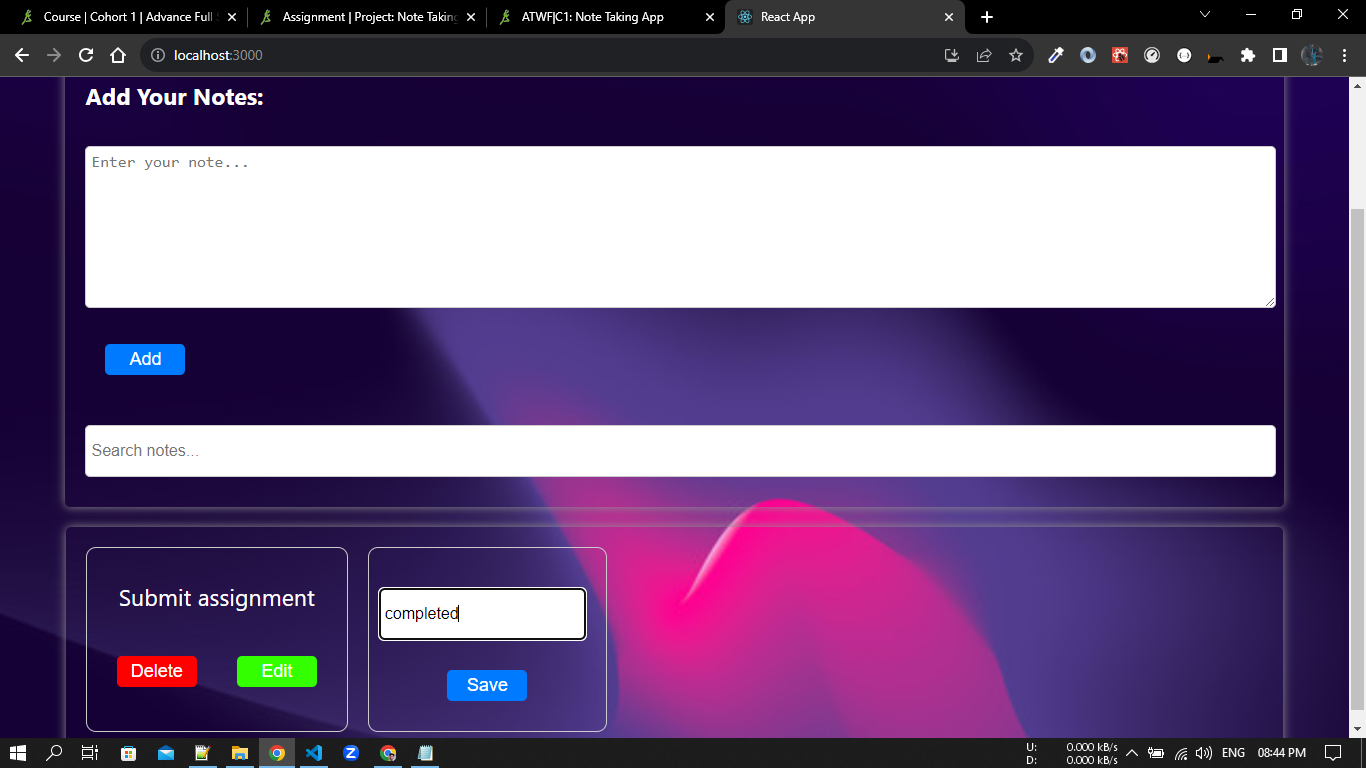 Course | Cohort 1 | Advance Full S
Assignment | Project: Note Taking
ATWF|C1: Note Taking App
React App
localhost:3000
Add Your Notes:
Enter your note...
Add
Search notes...
Submit assignment
completed
Delete
Edit
Save
U: 0.000 kB/s
D: 0.000 kB/s
ENG
08:44 PM